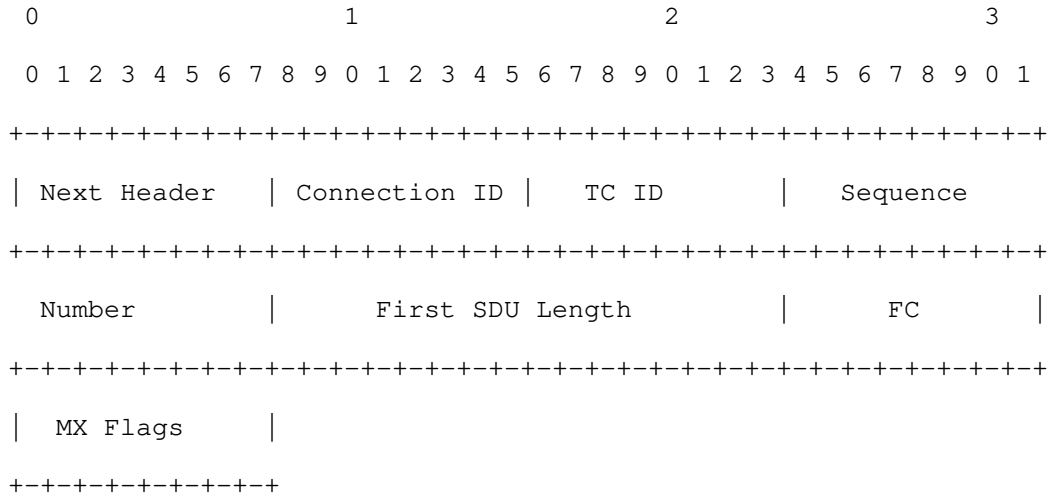 0                   1                   2                   3
0 1 2 3 4 5 6 7 8 9 0 1 2 3 4 5 6 7 8 9 0 1 2 3 4 5 6 7 8 9 0 1
+-+-+-+-+-+-+-+-+-+-+-+-+-+-+-+-+-+-+-+-+-+-+-+-+-+-+-+-+-+-+-+-+
| Next Header   | Connection ID |   TC ID       |   Sequence
+-+-+-+-+-+-+-+-+-+-+-+-+-+-+-+-+-+-+-+-+-+-+-+-+-+-+-+-+-+-+-+-+
Number        |      First SDU Length         |      FC       |
+-+-+-+-+-+-+-+-+-+-+-+-+-+-+-+-+-+-+-+-+-+-+-+-+-+-+-+-+-+-+-+-+
|  MX Flags     |
+-+-+-+-+-+-+-+-+